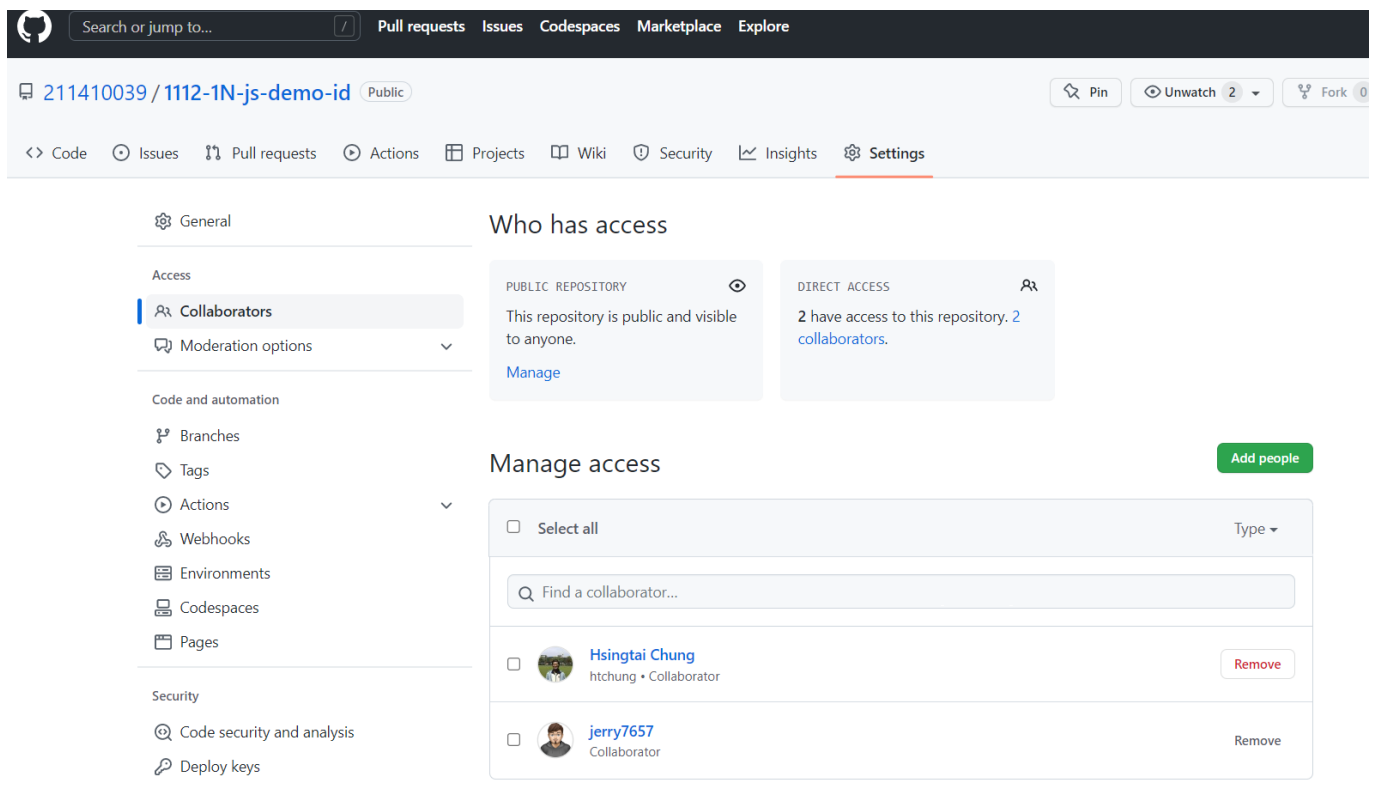 Search or jump to... /
Pull requests Issues Codespaces Marketplace Explore
211410039 / 1112-1N-js-demo-id Public
Pin Unwatch 2 Fork 0
Code Issues Pull requests Actions Projects Wiki Security Insights Settings
General
Access
Collaborators
Moderation options
Code and automation
Branches
Tags
Actions
Webhooks
Environments
Codespaces
Pages
Security
Code security and analysis
Deploy keys
Who has access
PUBLIC REPOSITORY
This repository is public and visible
to anyone.
Manage
DIRECT ACCESS
2 have access to this repository. 2
collaborators.
Manage access
Add people
Select all
Type
Find a collaborator...
Hsingtai Chung
htchung • Collaborator
Remove
jerry7657
Collaborator
Remove